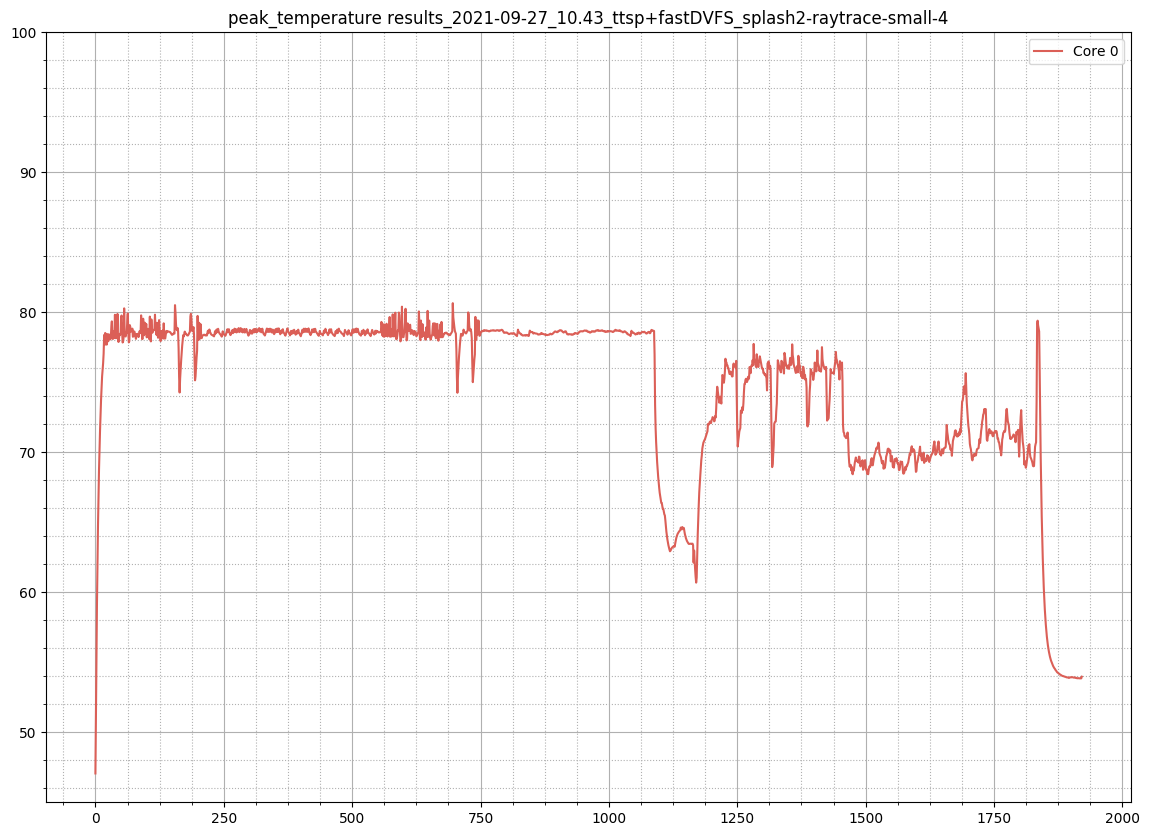 peak_temperature results_2021-09-27_10.43_ttsp+fastDVFS_splash2-raytrace-small-4
Core 0
100
90
80
70
60
50
0 250 500 750 1000 1250 1500 1750 2000